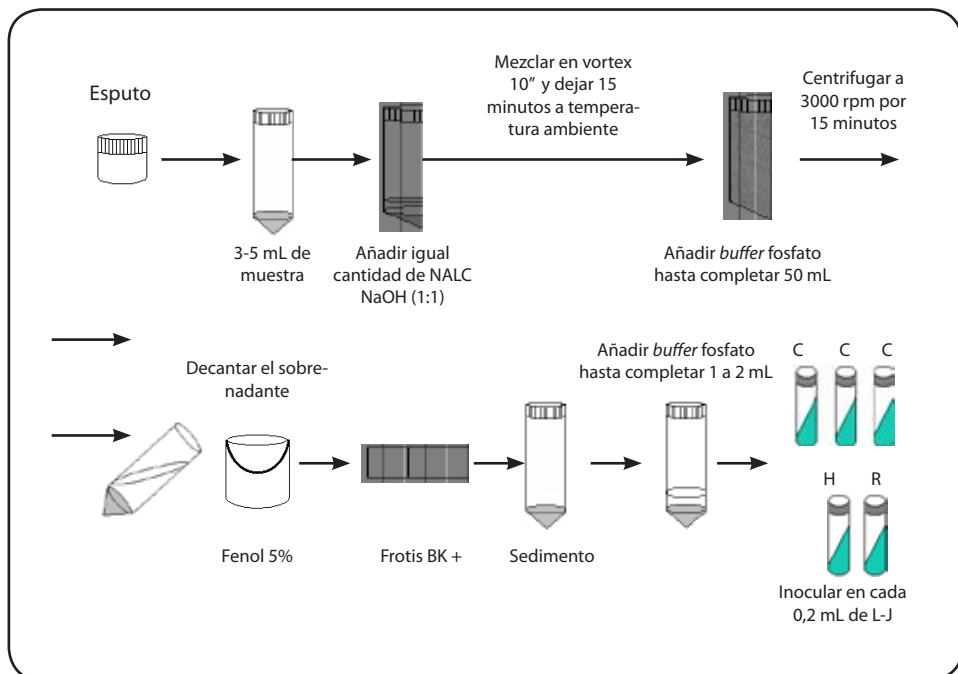 Esputo
3-5 mL de
muestra
Añadir igual
cantidad de NALC
NaOH (1:1)
Mezclar en vortex
10” y dejar 15
minutos a tempera-
tura ambiente
Añadir buffer fosfato
hasta completar 50 mL
Centrifugar a
3000 rpm por
15 minutos
Decantar el sobre-
nadante
Fenol 5%
Frotis BK +
Sedimento
Añadir buffer fosfato
hasta completar 1 a 2 mL
C C C
H R
Inocular en cada
0,2 mL de L-J